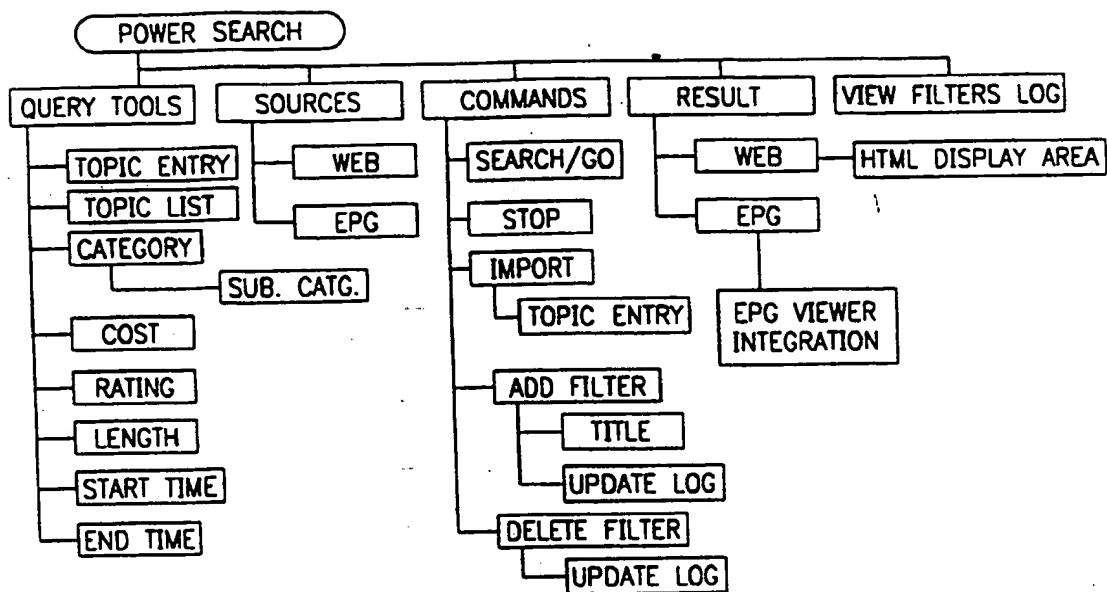 POWER SEARCH
QUERY TOOLS
TOPIC ENTRY
TOPIC LIST
CATEGORY
SUB. CATG.
COST
RATING
LENGTH
START TIME
END TIME
SOURCES
WEB
EPG
COMMANDS
SEARCH/GO
STOP
IMPORT
TOPIC ENTRY
ADD FILTER
TITLE
UPDATE LOG
DELETE FILTER
UPDATE LOG
RESULT
WEB
HTML DISPLAY AREA
EPG
EPG VIEWER
INTEGRATION
VIEW FILTERS LOG